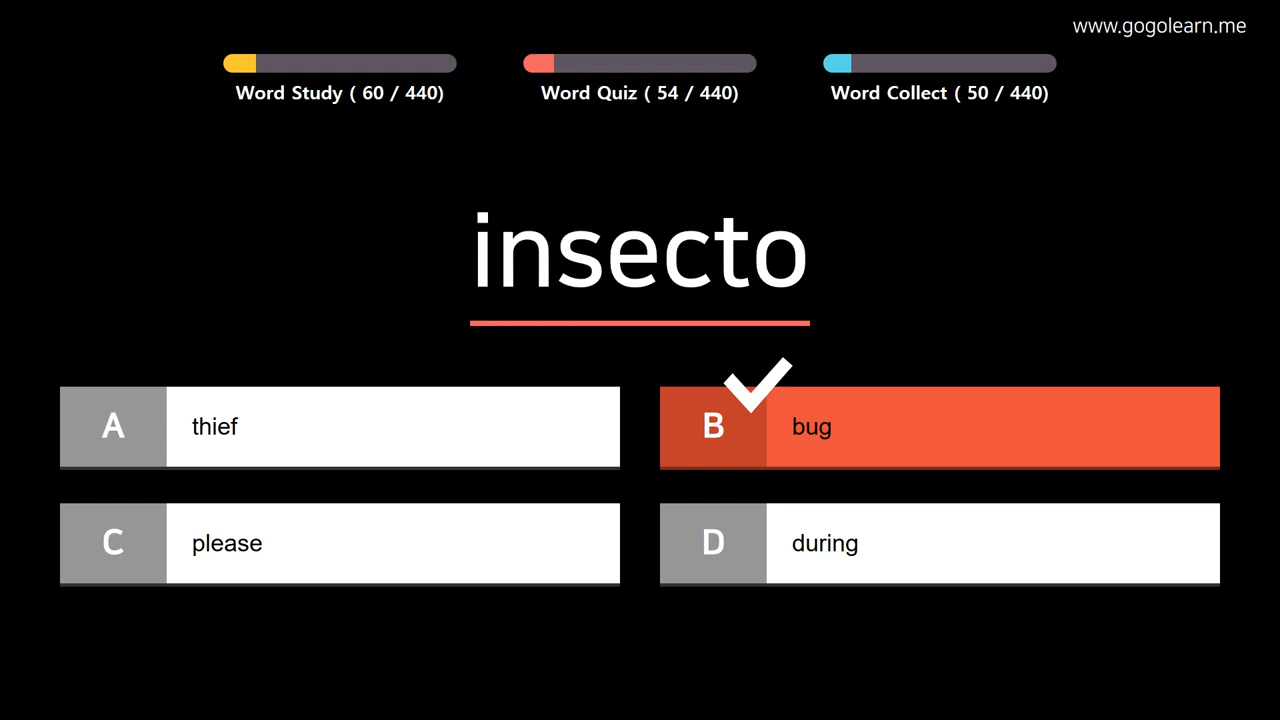 www.gogolearn.me
Word Study ( 60 / 440)
Word Quiz ( 54 / 440)
Word Collect ( 50 / 440)
insecto
A thief
B bug
C please
D during